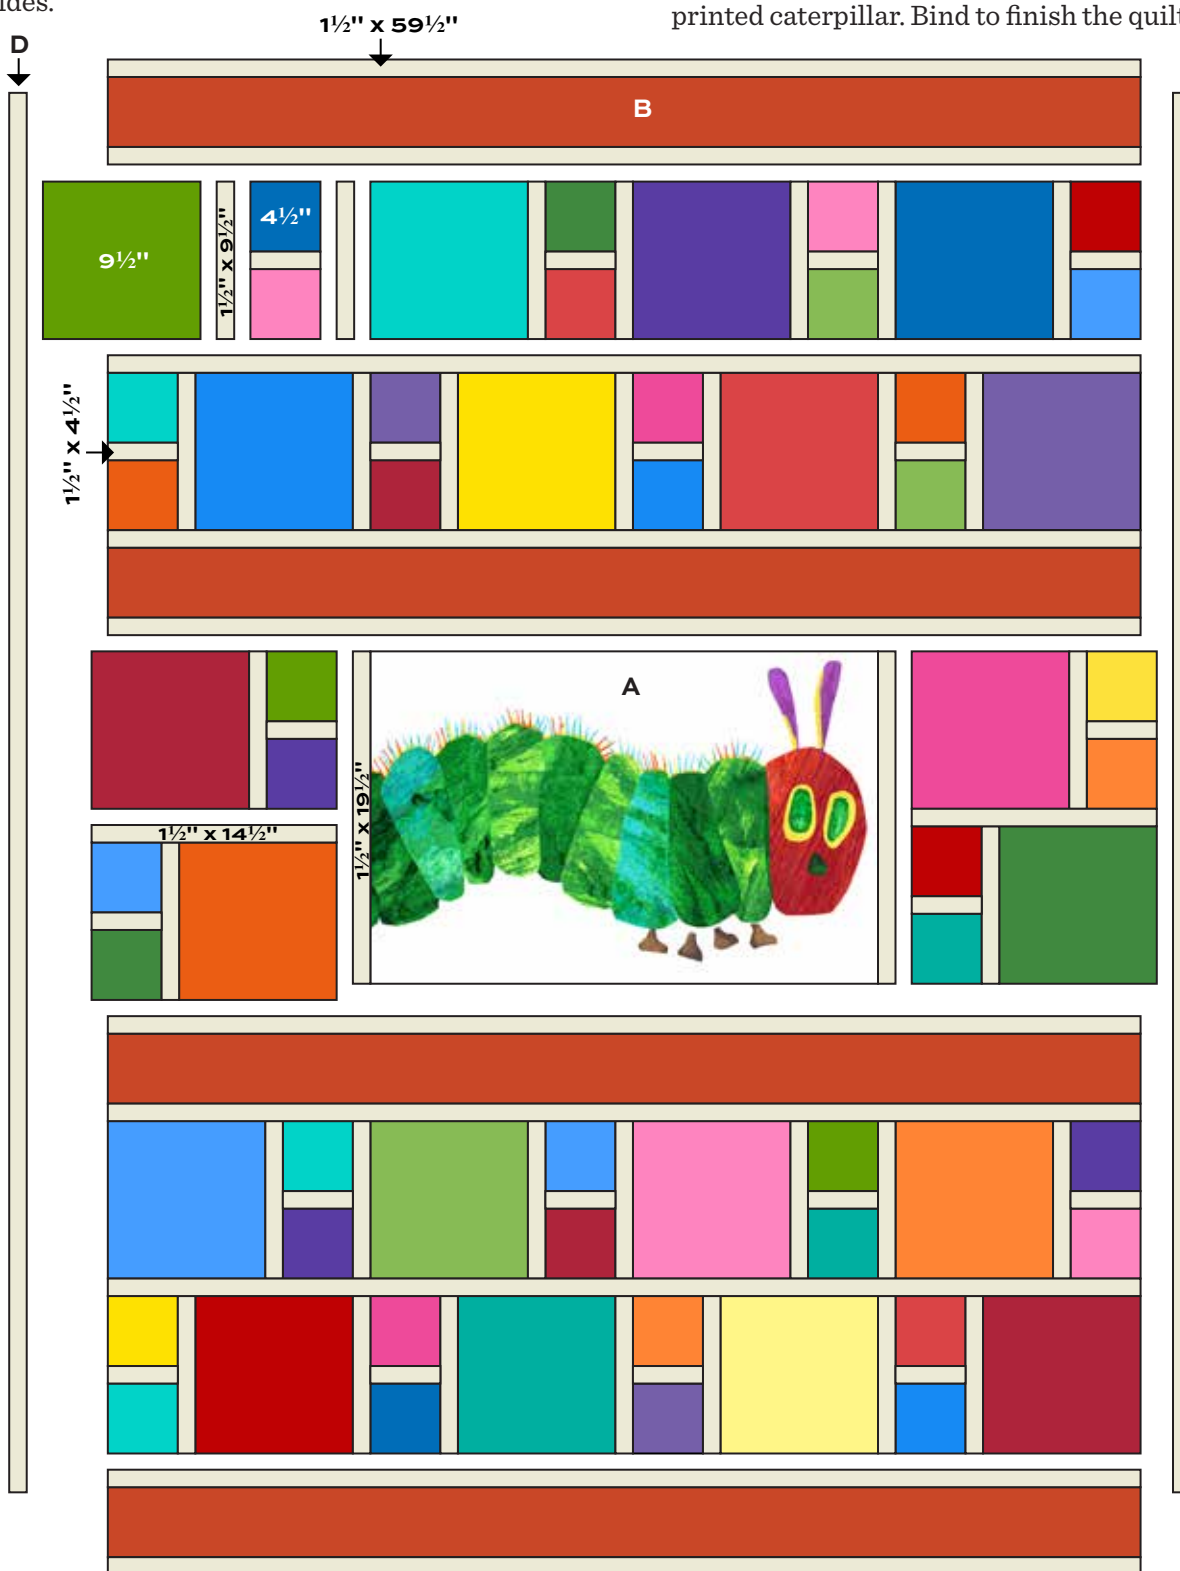 ides.
printed caterpillar. Bind to finish the quilt
1½" x 59½"
D
B
9½"
1½" x 9½"
4½"
1½" x 4½"
A
1½" x 19½"
1½" x 14½"